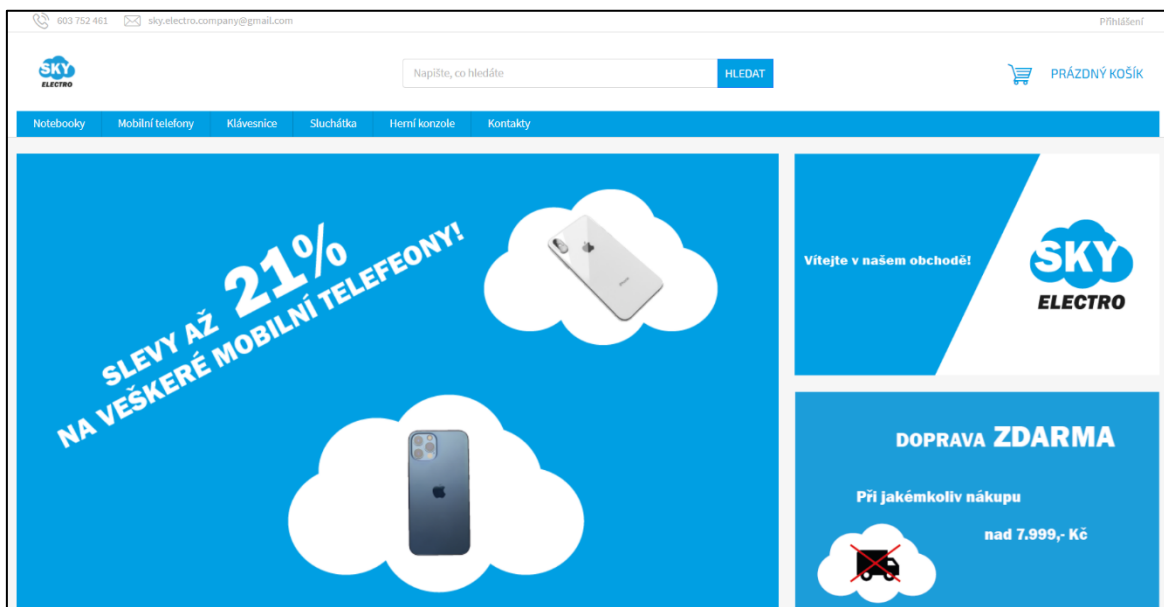 603 752 461 sky.electro.company@gmail.com Přihlášení
SKY
ELECTRO
Napište, co hledáte HLEDAT
PRÁZDNÝ KOŠÍK
Notebooky Mobilní telefony Klávesnice Sluchátka Herní konzole Kontakty
SLEVY AŽ 21%
NA VEŠKERÉ MOBILNÍ TELEFEONY!
Vítejte v našem obchodě!
SKY
ELECTRO
DOPRAVA ZDARMA
Při jakémkoliv nákupu
nad 7.999,- Kč